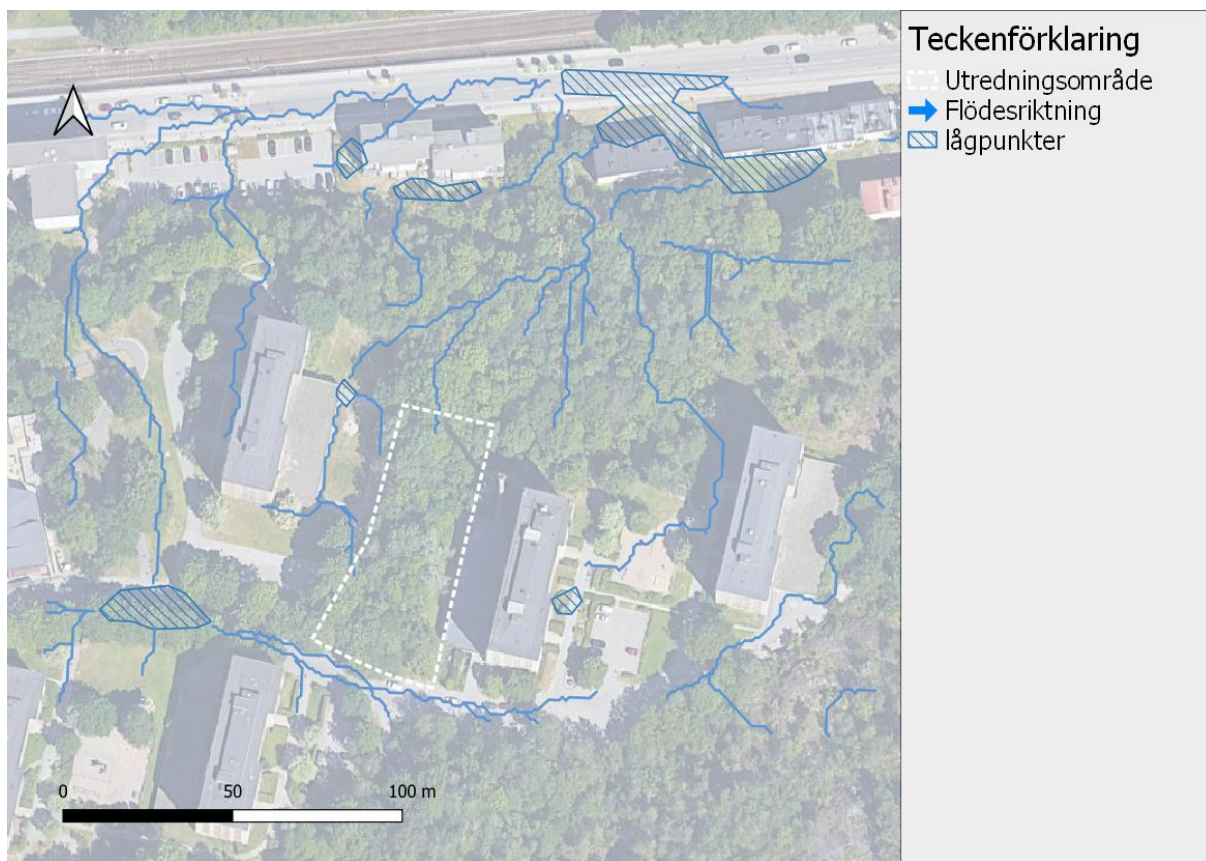 Teckenförklaring
Utredningsområde
Flödesriktning
lågpunkter
0 50 100 m